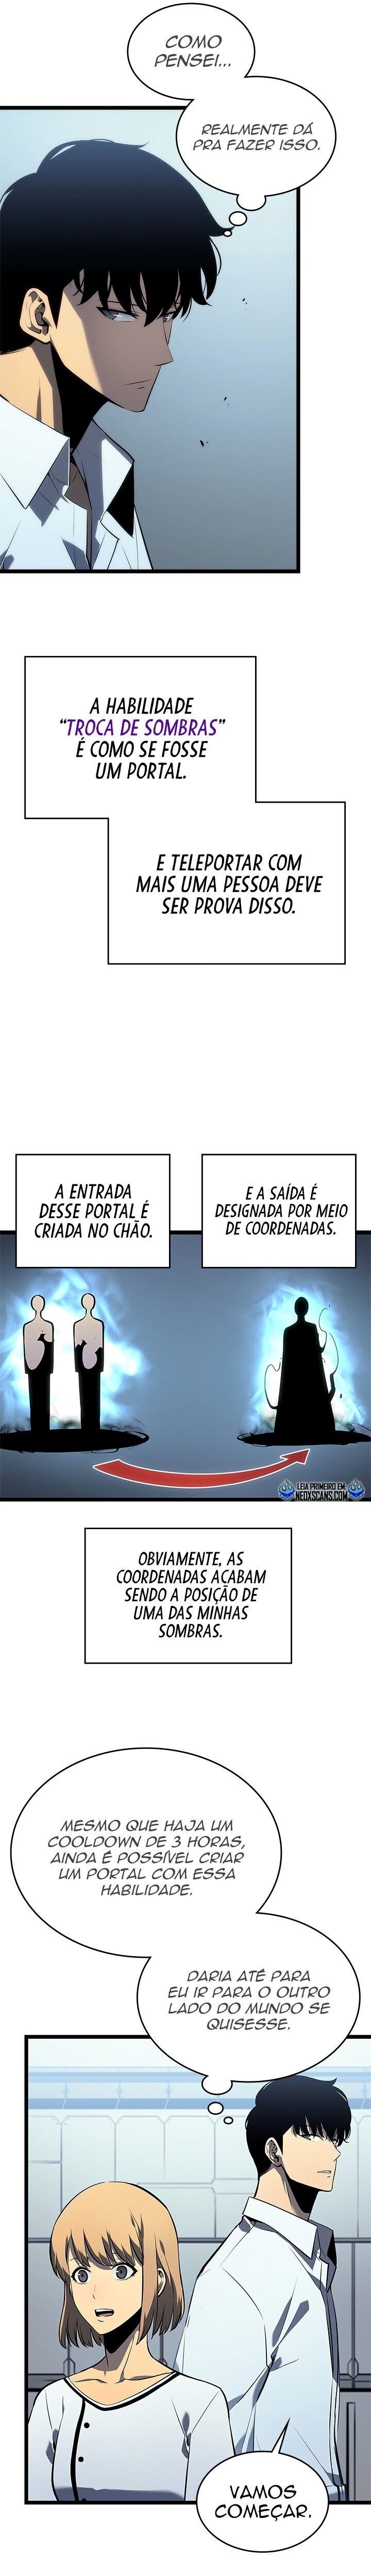 COMO
PENSEI...
REALMENTE DÁ
PRA FAZER ISSO.
A HABILIDADE
"TROCA DE SOMBRAS"
É COMO SE FOSSE
UM PORTAL.
E TELEPORTAR COM
MAIS UMA PESSOA DEVE
SER PROVA DISSO.
A ENTRADA
DESSE PORTAL É
CRIADA NO CHÃO.
E A SAÍDA É
DESIGNADA POR MEIO
DE COORDENADAS.
LEIA PRIMEIRO EM:
NEOXSCANS.COM
OBVIAMENTE, AS
COORDENADAS ACABAM
SENDO A POSIÇÃO DE
UMA DAS MINHAS
SOMBRAS.
MESMO QUE HAJA UM
COOLDOWN DE 3 HORAS,
AINDA É POSSÍVEL CRIAR
UM PORTAL COM ESSA
HABILIDADE.
DARIA ATÉ PARA
EU IR PARA O OUTRO
LADO DO MUNDO SE
QUISESSE.
VAMOS
COMEÇAR.